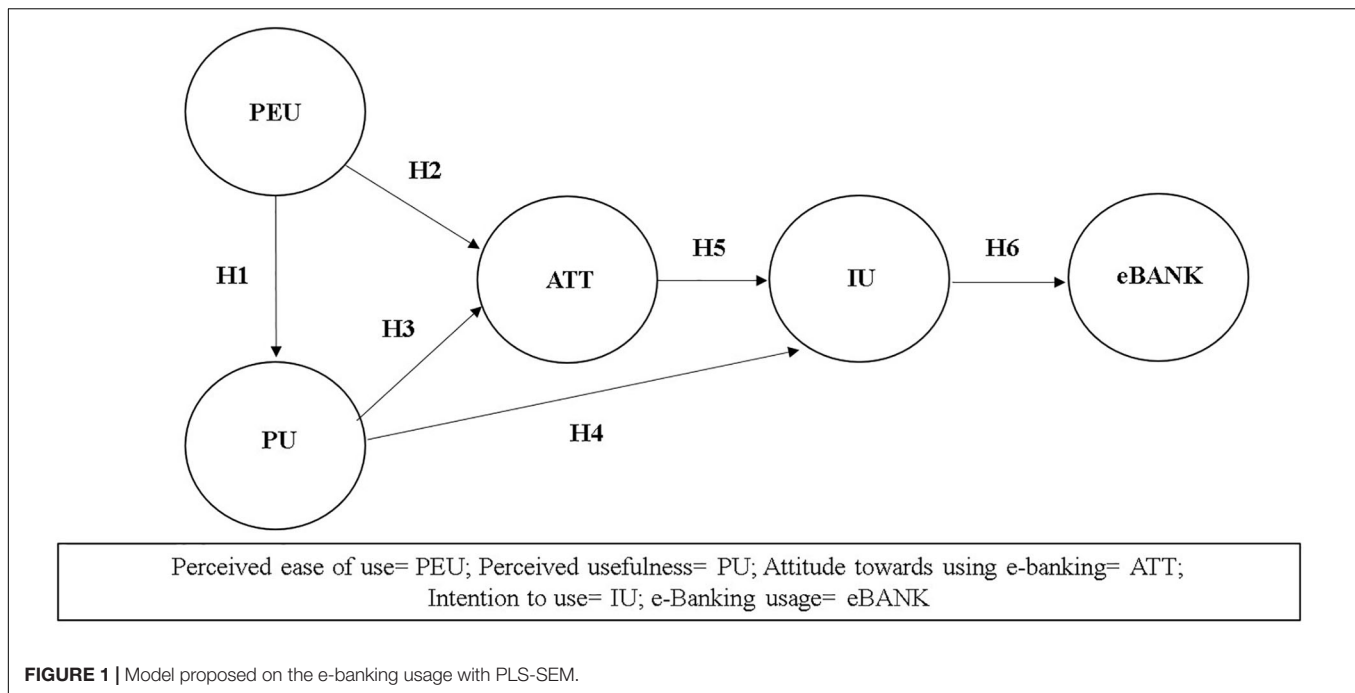 PEU
H2
H1
ATT
H5
IU
H6
eBANK
H3
PU
H4
Perceived ease of use= PEU; Perceived usefulness= PU; Attitude towards using e-banking= ATT;
Intention to use= IU; e-Banking usage= eBANK
FIGURE 1 | Model proposed on the e-banking usage with PLS-SEM.